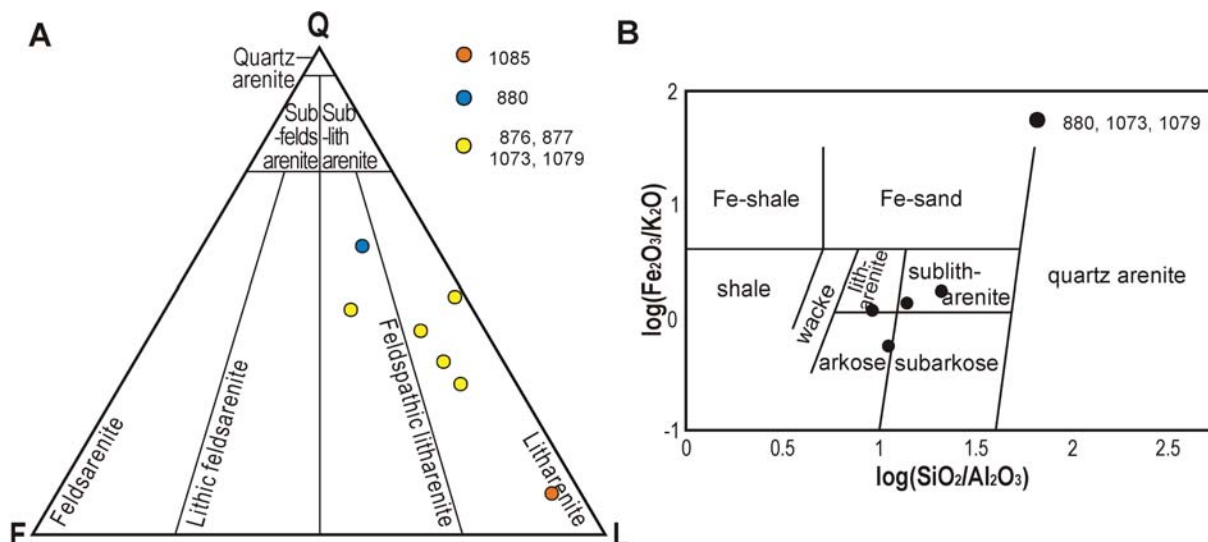 A
Q
Quartz
arenite
Sub
-felds
arenite
Sub
-lith
arenite
1085
880
876, 877
1073, 1079
Feldsarenite
Lithic feldsarenite
Feldspathic litharenite
Litharenite
F
L
B
log(Fe₂O₃/K₂O)
2
1
0
-1
880, 1073, 1079
Fe-shale
Fe-sand
shale
wacke
lith-
arenite
sublith-
arenite
quartz arenite
arkose
subarkose
0
0.5
1.0
1.5
2
2.5
log(SiO₂/Al₂O₃)